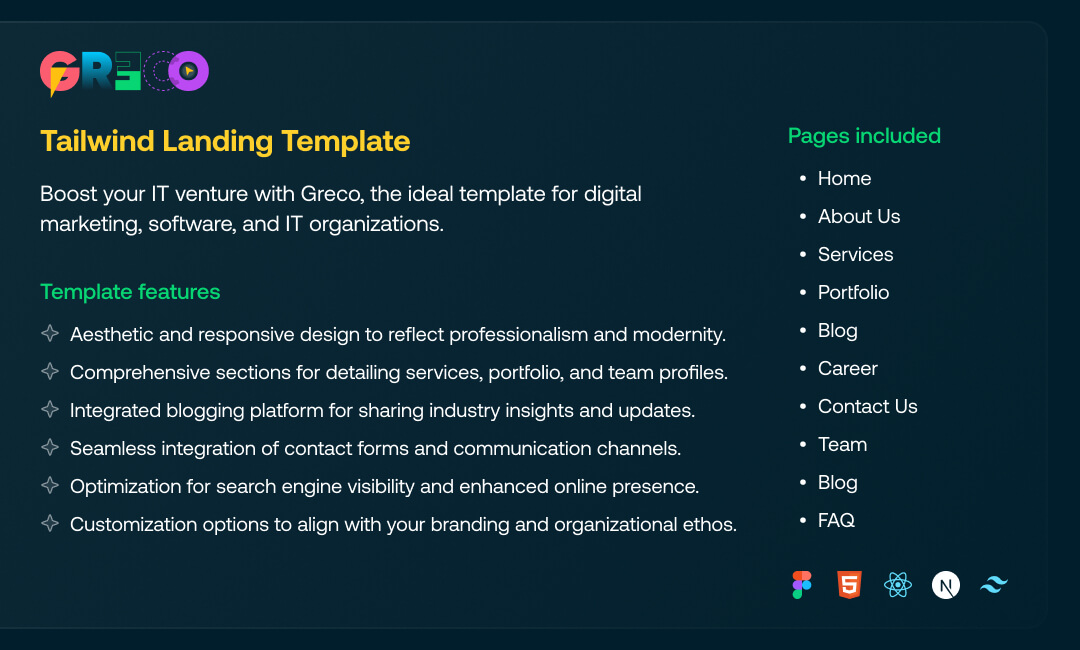 GRECO
Tailwind Landing Template
Boost your IT venture with Greco, the ideal template for digital
marketing, software, and IT organizations.
Template features
Aesthetic and responsive design to reflect professionalism and modernity.
Comprehensive sections for detailing services, portfolio, and team profiles.
Integrated blogging platform for sharing industry insights and updates.
Seamless integration of contact forms and communication channels.
Optimization for search engine visibility and enhanced online presence.
Customization options to align with your branding and organizational ethos.
Pages included
• Home
• About Us
• Services
• Portfolio
• Blog
• Career
• Contact Us
• Team
• Blog
• FAQ
5 N